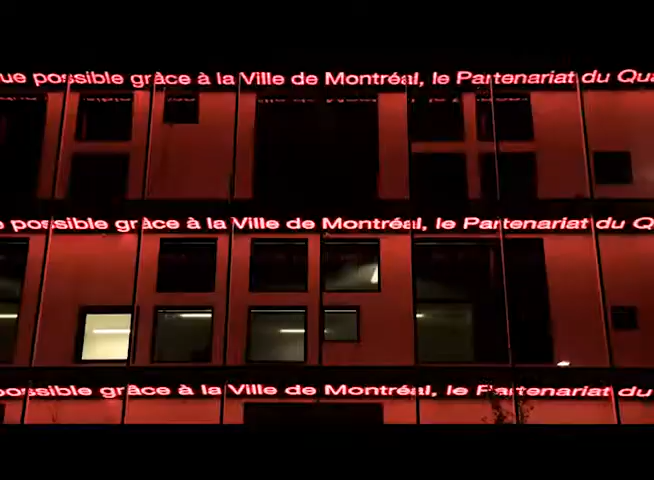 ue possible grâce à la Ville de Montréal, le Partenariat du Qua
possible grâce à la Ville de Montréal, le Partenariat du Q
possible grâce à la Ville de Montréal, le Partenariat du